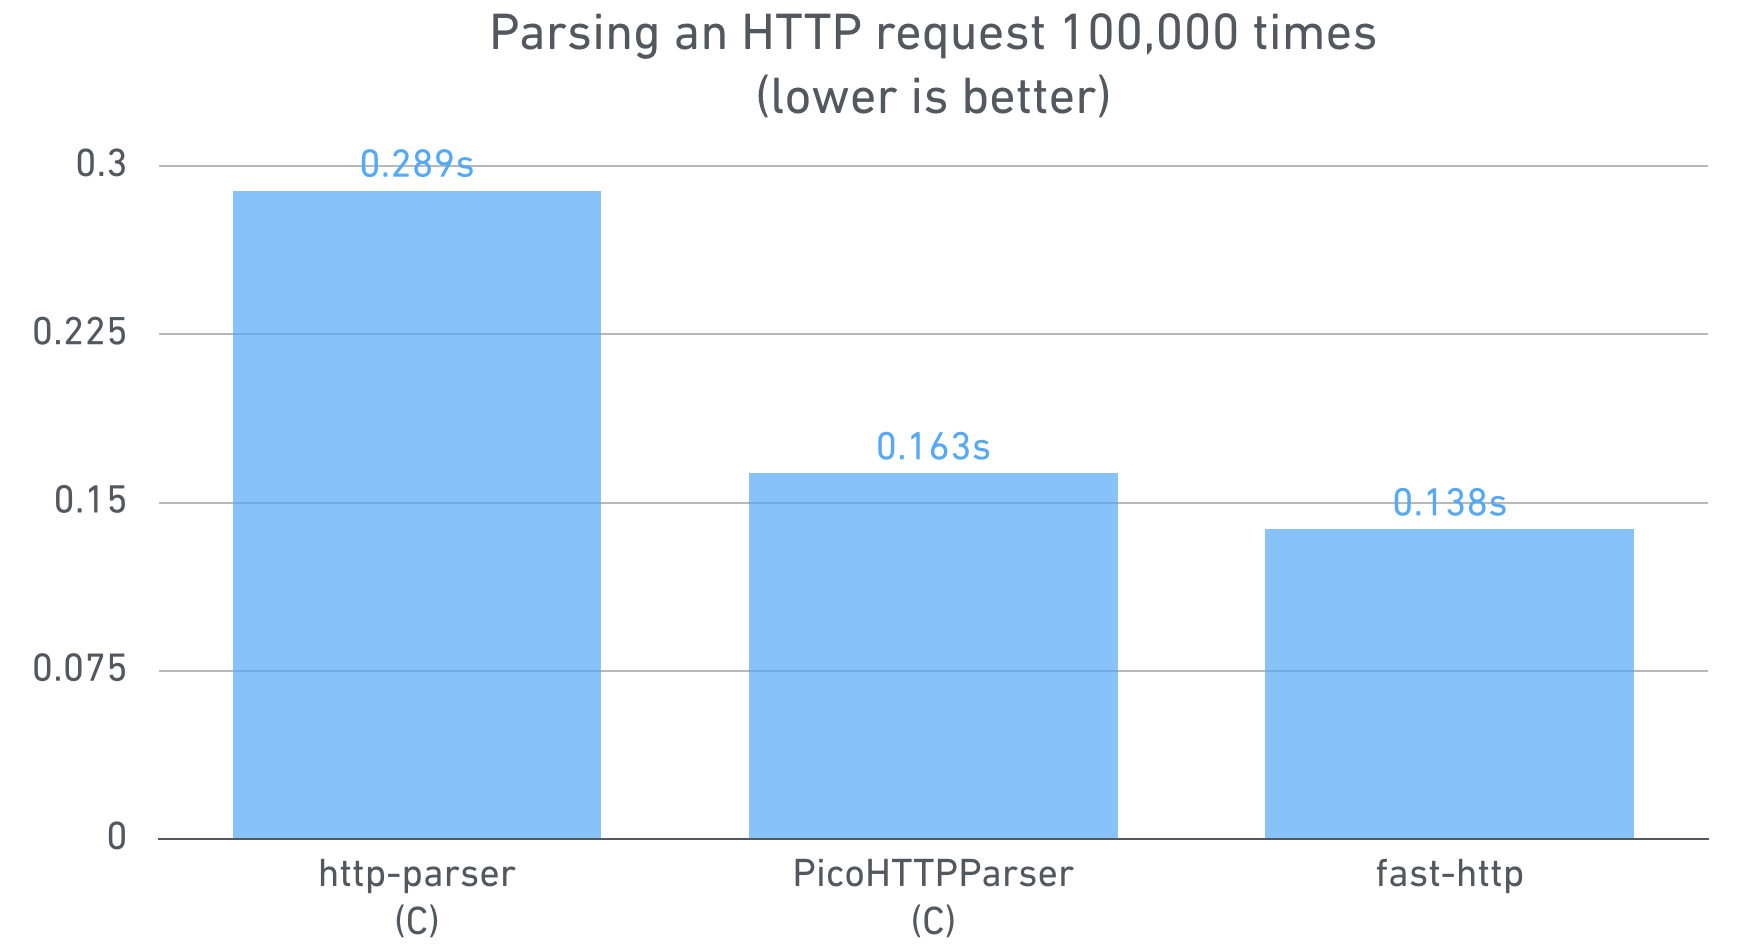 Parsing an HTTP request 100,000 times
(lower is better)
0.3
0.289s
0.225
0.163s
0.15
0.138s
0.075
0
http-parser
(C)
PicoHTTPParser
(C)
fast-http